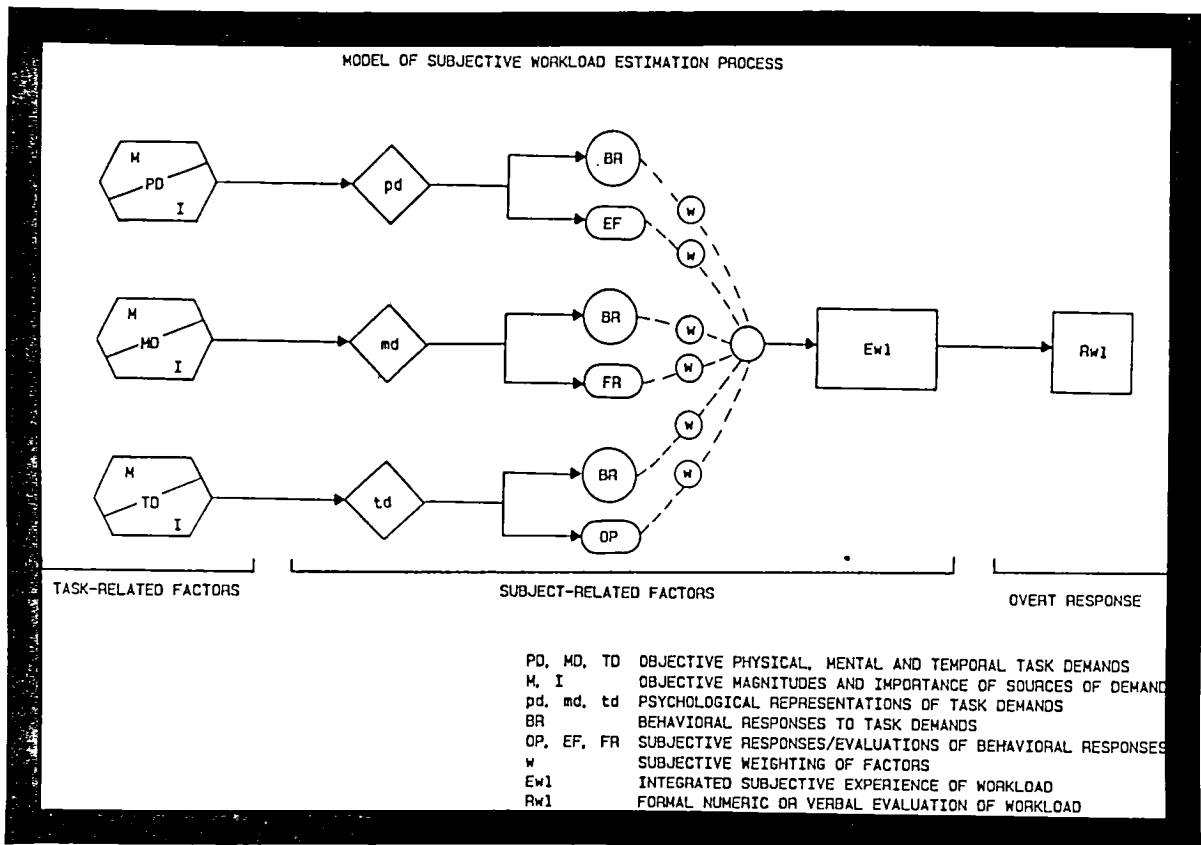 MODEL OF SUBJECTIVE WORKLOAD ESTIMATION PROCESS
M
PD
I
pd
BR
EF
w
w
M
MD
I
md
BR
FR
w
w
Ewl
Rwl
M
TD
I
td
BR
OP
w
w
TASK-RELATED FACTORS
SUBJECT-RELATED FACTORS
OVERT RESPONSE
PD, MD, TD OBJECTIVE PHYSICAL, MENTAL AND TEMPORAL TASK DEMANDS
M, I OBJECTIVE MAGNITUDES AND IMPORTANCE OF SOURCES OF DEMAND
pd, md, td PSYCHOLOGICAL REPRESENTATIONS OF TASK DEMANDS
BR BEHAVIORAL RESPONSES TO TASK DEMANDS
OP, EF, FR SUBJECTIVE RESPONSES/EVALUATIONS OF BEHAVIORAL RESPONSES
w SUBJECTIVE WEIGHTING OF FACTORS
Ewl INTEGRATED SUBJECTIVE EXPERIENCE OF WORKLOAD
Rwl FORMAL NUMERIC OR VERBAL EVALUATION OF WORKLOAD